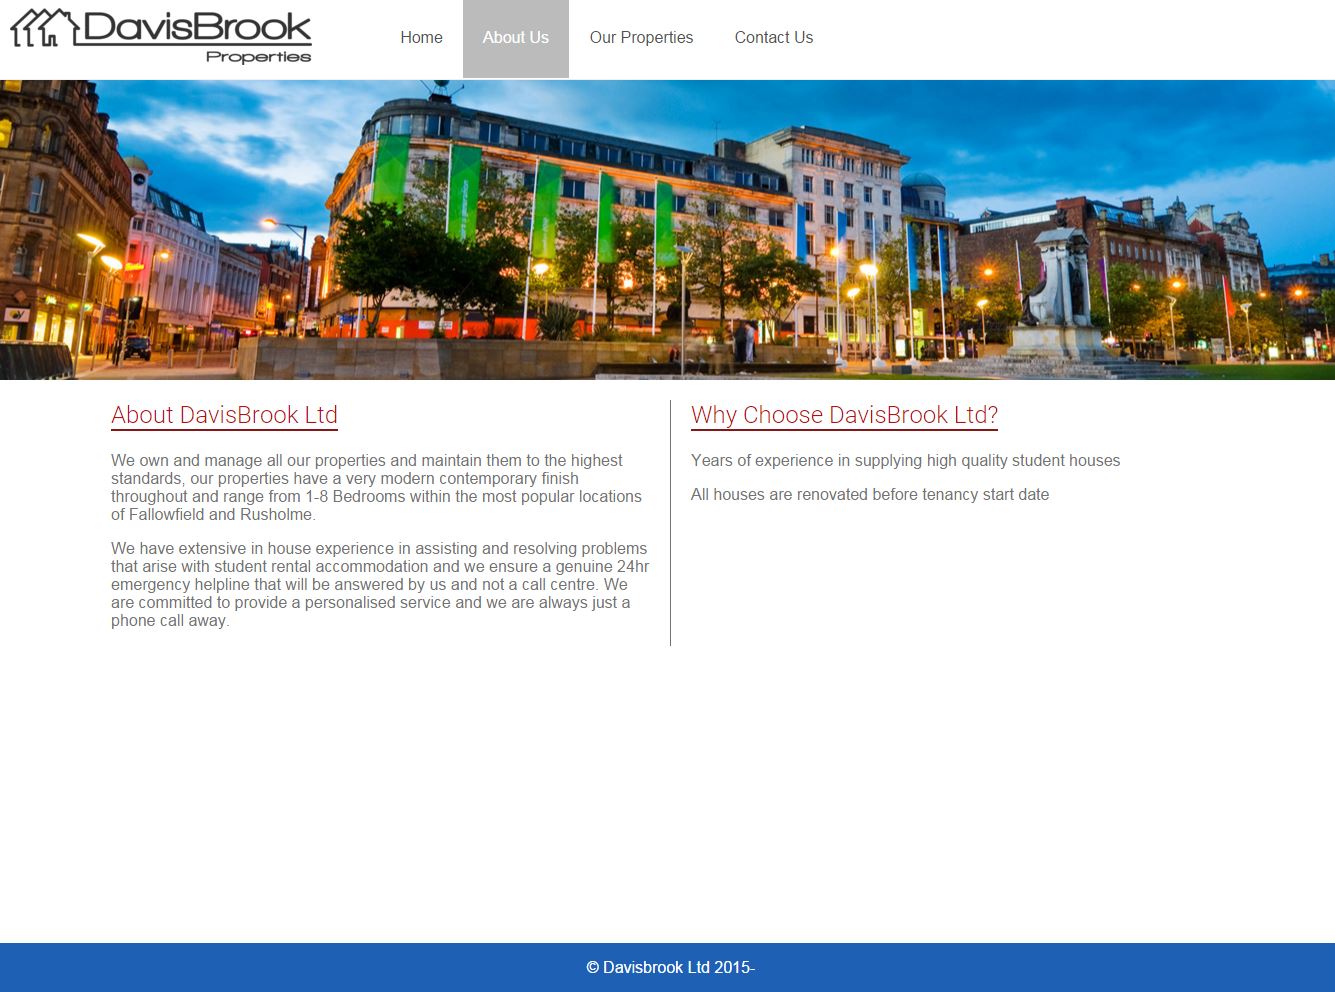 DavisBrook
Properties
Home
About Us
Our Properties
Contact Us
About DavisBrook Ltd
We own and manage all our properties and maintain them to the highest
standards, our properties have a very modern contemporary finish
throughout and range from 1-8 Bedrooms within the most popular locations
of Fallowfield and Rusholme.
We have extensive in house experience in assisting and resolving problems
that arise with student rental accommodation and we ensure a genuine 24hr
emergency helpline that will be answered by us and not a call centre. We
are committed to provide a personalised service and we are always just a
phone call away.
Why Choose DavisBrook Ltd?
Years of experience in supplying high quality student houses
All houses are renovated before tenancy start date
© Davisbrook Ltd 2015-